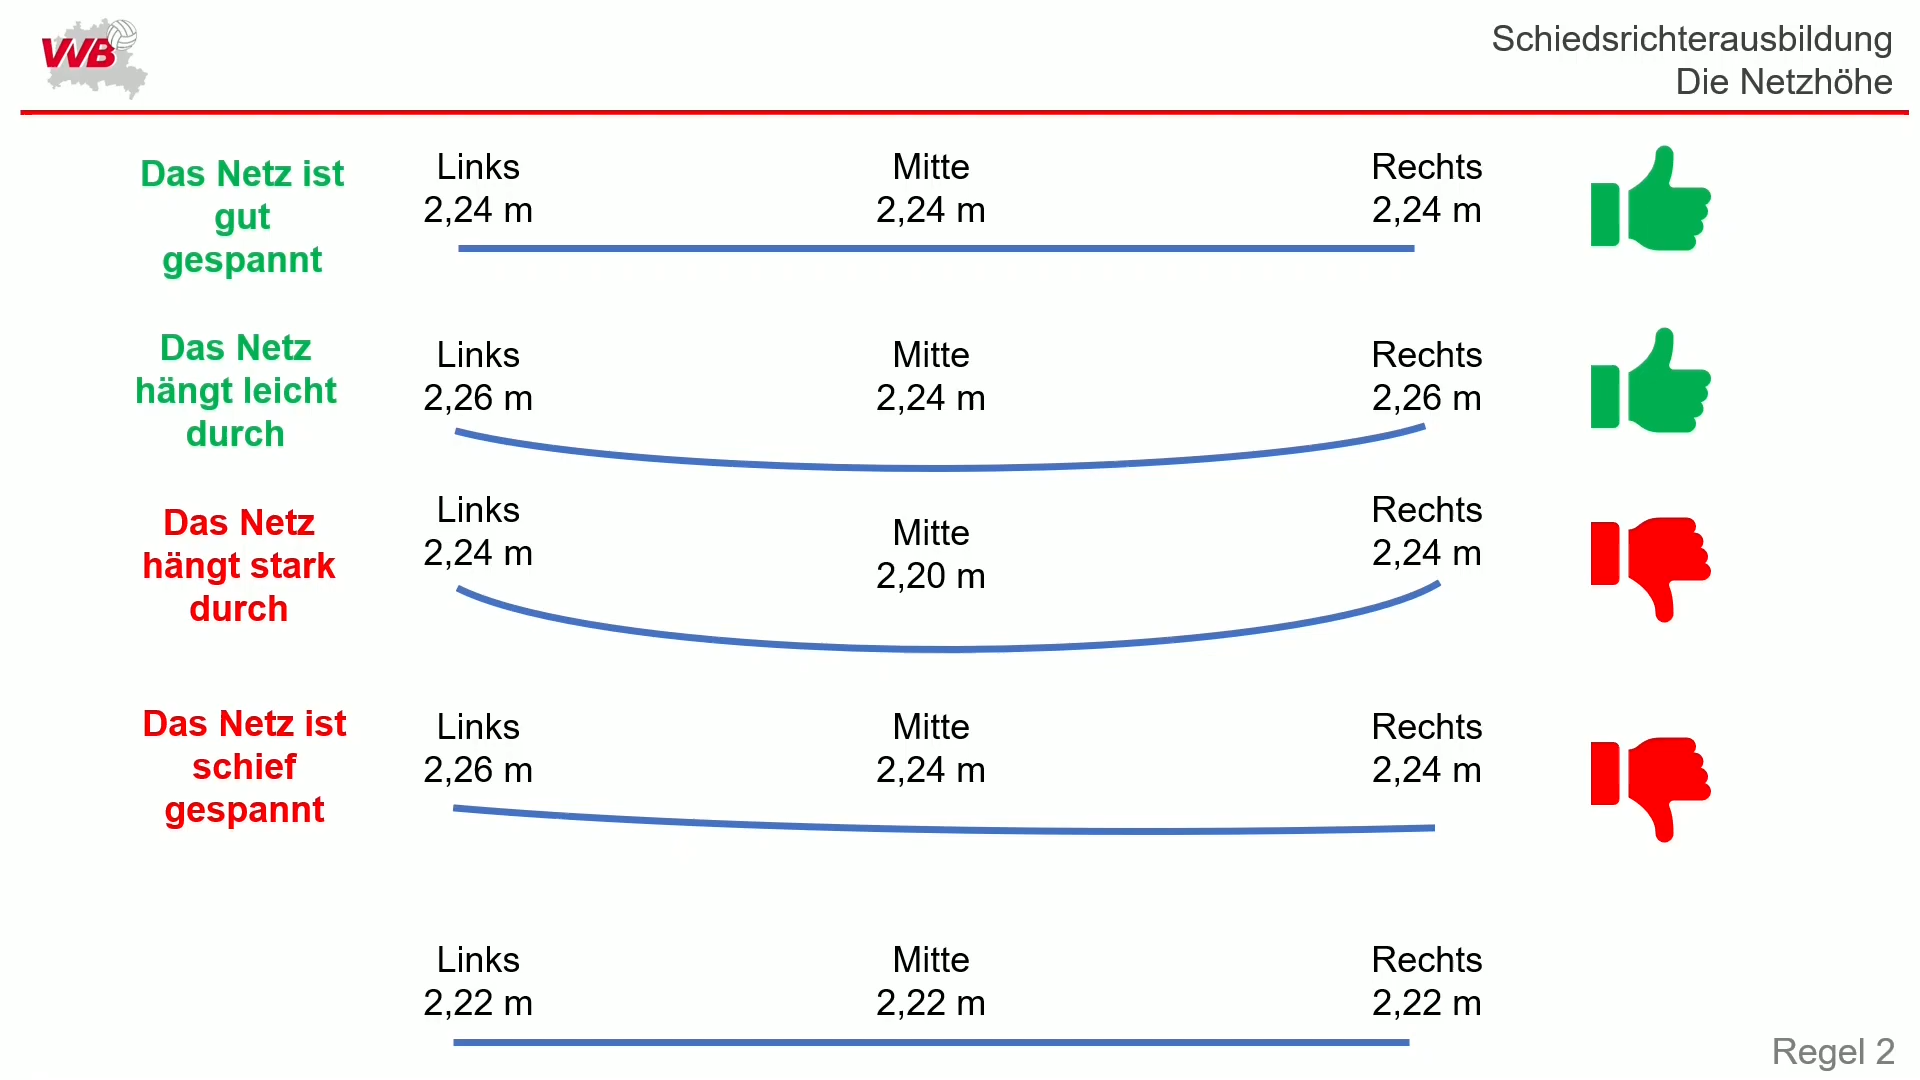 VVB
Schiedsrichterausbildung
Die Netzhöhe
Das Netz ist
gut
gespannt
Links
2,24 m
Mitte
2,24 m
Rechts
2,24 m
Das Netz
hängt leicht
durch
Links
2,26 m
Mitte
2,24 m
Rechts
2,26 m
Das Netz
hängt stark
durch
Links
2,24 m
Mitte
2,20 m
Rechts
2,24 m
Das Netz ist
schief
gespannt
Links
2,26 m
Mitte
2,24 m
Rechts
2,24 m
Links
2,22 m
Mitte
2,22 m
Rechts
2,22 m
Regel 2